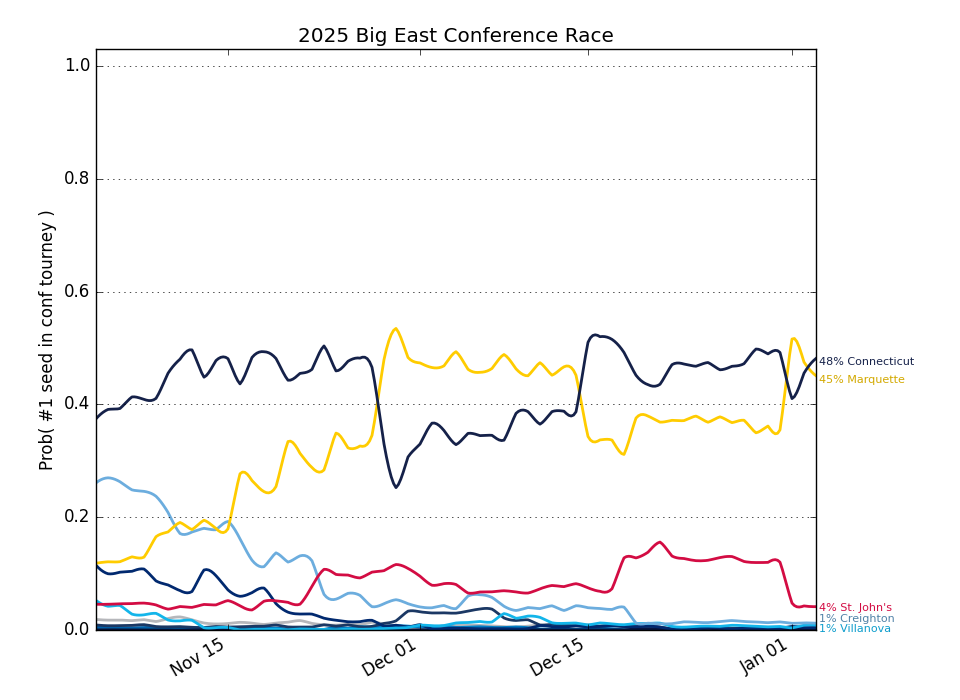 2025 Big East Conference Race
Prob( #1 seed in conf tourney )
1.0
0.8
0.6
0.4
0.2
0.0
Nov 15
Dec 01
Dec 15
Jan 01
48% Connecticut
45% Marquette
4% St. John's
1% Creighton
1% Villanova